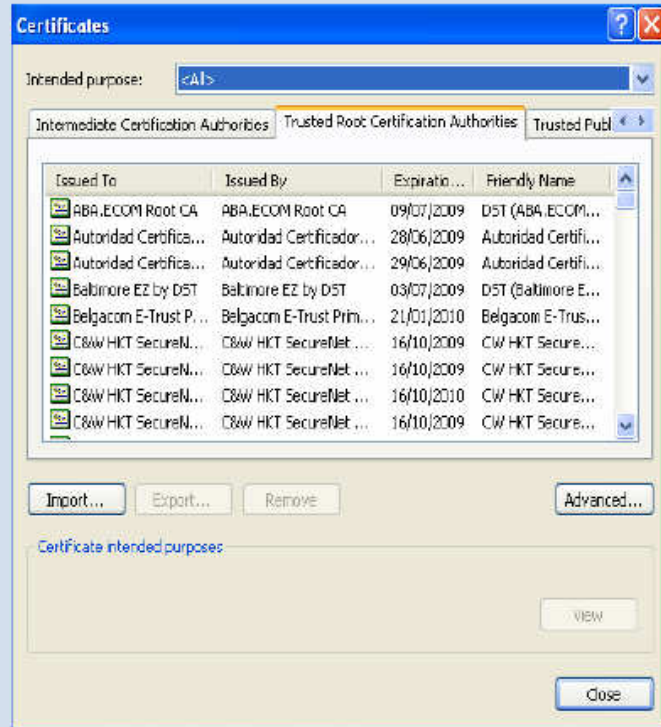 Certificates
Intended purpose: <All>
Intermediate Certification Authorities Trusted Root Certification Authorities Trusted Publ
Issued To Issued By Expiratio... Friendly Name
ABA.ECOM Root CA ABA.ECOM Root CA 09/07/2009 DST (ABA.ECOM...
Autoridad Certifica... Autoridad Certificador... 28/06/2009 Autoridad Certifi...
Autoridad Certifica... Autoridad Certificador... 29/06/2009 Autoridad Certifi...
Baltimore EZ by DST Baltimore EZ by DST 03/07/2009 DST (Baltimore E...
Belgacom E-Trust P... Belgacom E-Trust Prim... 21/01/2010 Belgacom E-Trus...
C&W HKT SecureN... C&W HKT SecureNet ... 16/10/2009 CW HKT Secure...
C&W HKT SecureN... C&W HKT SecureNet ... 16/10/2009 CW HKT Secure...
C&W HKT SecureN... C&W HKT SecureNet ... 16/10/2010 CW HKT Secure...
C&W HKT SecureN... C&W HKT SecureNet ... 16/10/2009 CW HKT Secure...
Import... Export... Remove Advanced...
Certificate intended purposes
View
Close